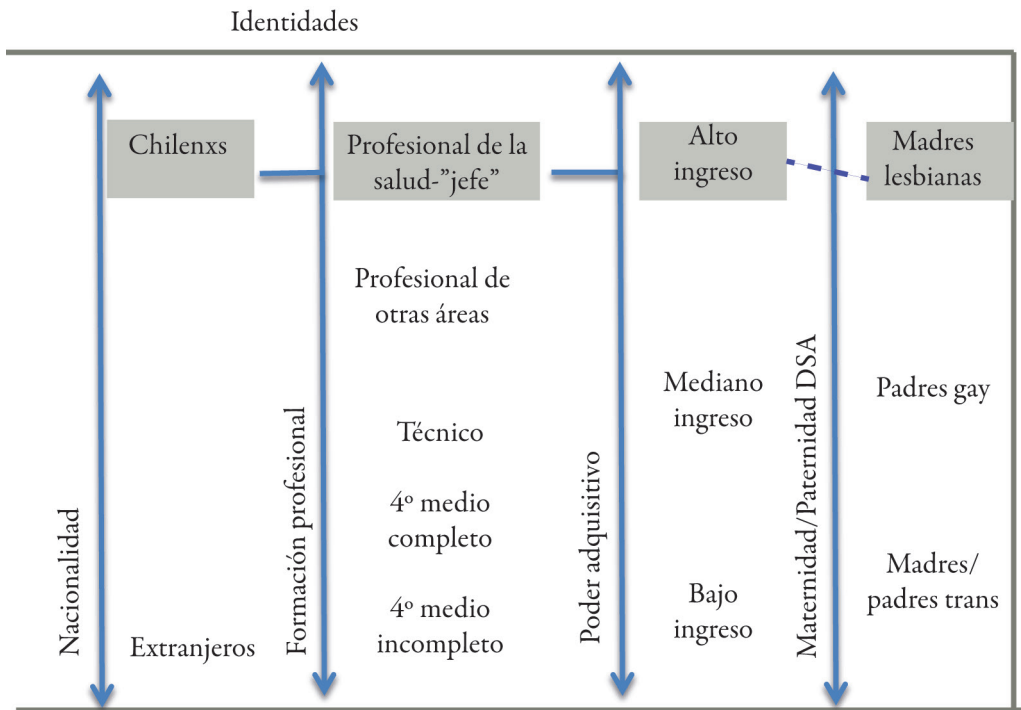 Identidades
Nacionalidad
Chilenxs
Extranjeros
Formación profesional
Profesional de la
salud-”jefe”
Profesional de
otras áreas
Técnico
4º medio
completo
4º medio
incompleto
Poder adquisitivo
Alto
ingreso
Mediano
ingreso
Bajo
ingreso
Maternidad/Paternidad DSA
Madres
lesbianas
Padres gay
Madres/
padres trans